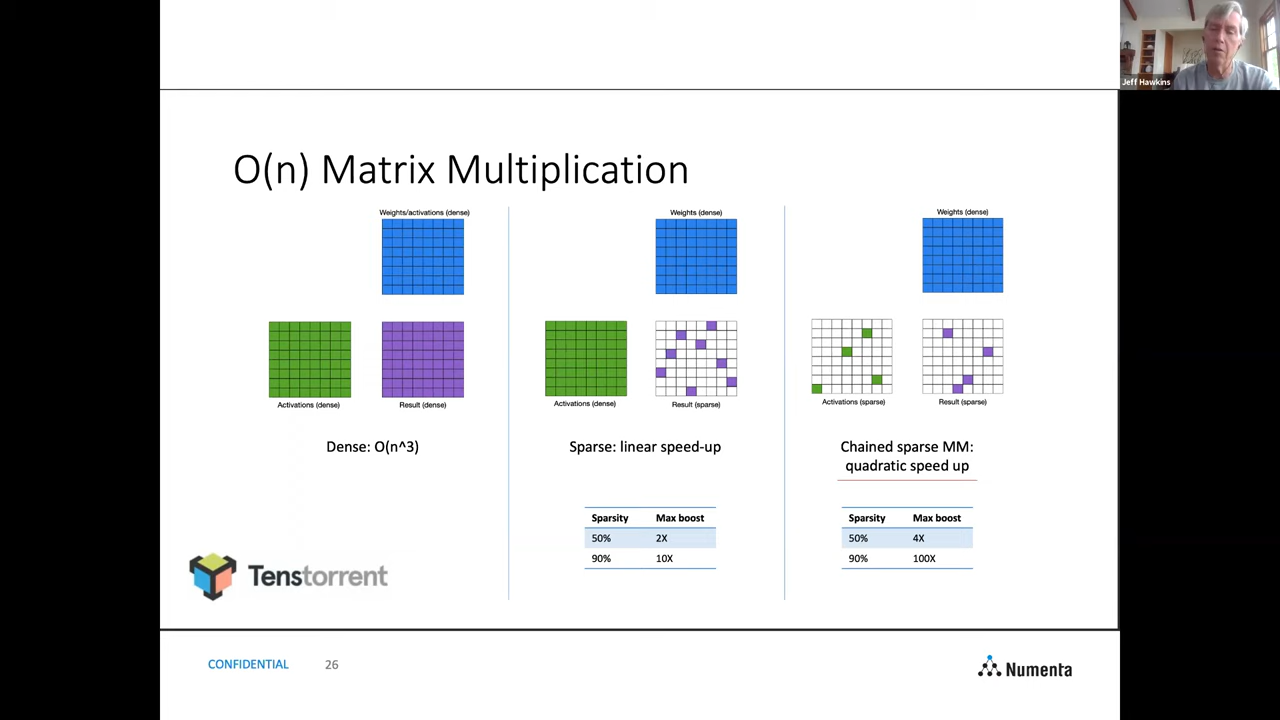 Jeff Hawkins
O(n) Matrix Multiplication
Weights/activations (dense)
Activations (dense)
Result (dense)
Dense: O(n^3)
Weights (dense)
Activations (dense)
Result (sparse)
Sparse: linear speed-up
Sparsity Max boost
50% 2X
90% 10X
Weights (dense)
Activations (sparse)
Result (sparse)
Chained sparse MM:
quadratic speed up
Sparsity Max boost
50% 4X
90% 100X
Tenstorrent
CONFIDENTIAL 26
Numenta